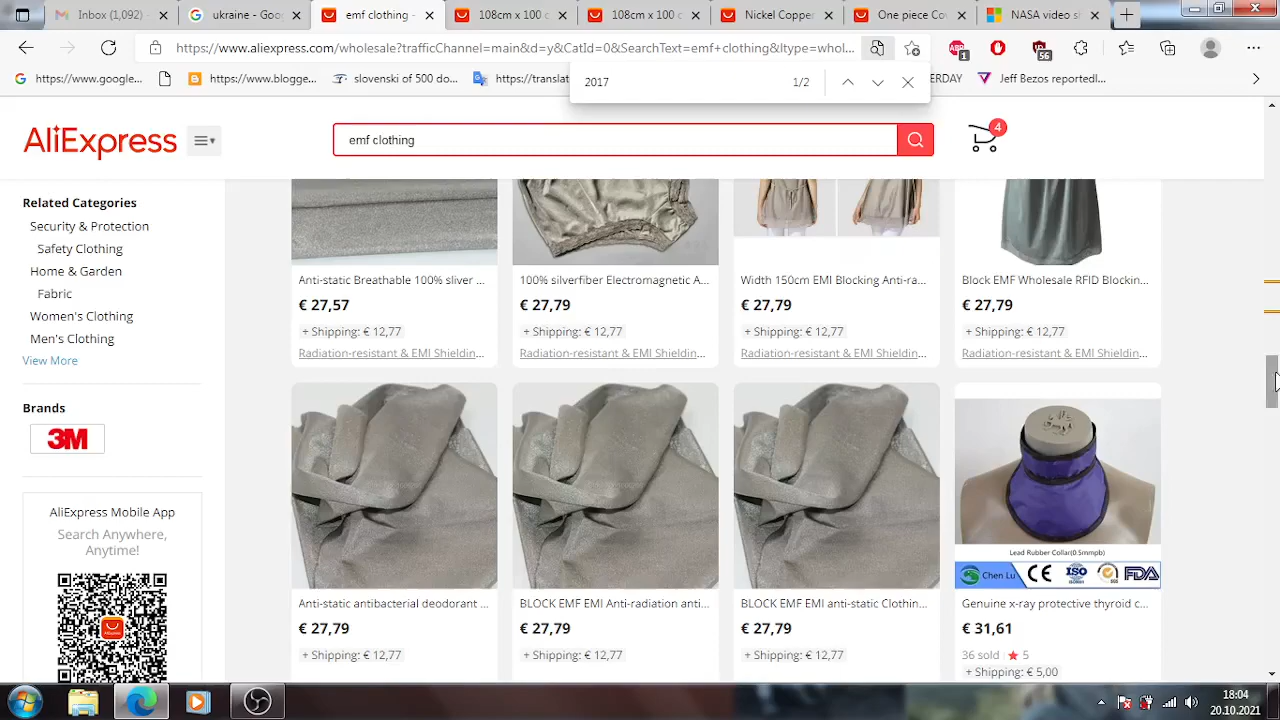 Inbox (1,092)
ukraine - Goo
emf clothing -
108cm x 100
108cm x 100 c
Nickel Copper
One piece Co
NASA video si
https://www.aliexpress.com/wholesale?trafficChannel=main&d=y&CatId=0&SearchText=emf+clothing&ltype=whol...
1
56
https://www.google...
https://www.blogge...
slovenski of 500 do...
https://translat
ERDAY
Jeff Bezos reportedl...
2017
1/2
AliExpress
emf clothing
4
Related Categories
Security & Protection
Safety Clothing
Home & Garden
Fabric
Women's Clothing
Men's Clothing
View More
Brands
3M
AliExpress Mobile App
Search Anywhere,
Anytime!
AliExpress
Anti-static Breathable 100% sliver ...
€ 27,57
+ Shipping: € 12,77
Radiation-resistant & EMI Shieldin...
100% silverfiber Electromagnetic A...
€ 27,79
+ Shipping: € 12,77
Radiation-resistant & EMI Shieldin...
Width 150cm EMI Blocking Anti-ra...
€ 27,79
+ Shipping: € 12,77
Radiation-resistant & EMI Shieldin...
Block EMF Wholesale RFID Blockin...
€ 27,79
+ Shipping: € 12,77
Radiation-resistant & EMI Shieldin...
Anti-static antibacterial deodorant ...
€ 27,79
+ Shipping: € 12,77
BLOCK EMF EMI Anti-radiation anti...
€ 27,79
+ Shipping: € 12,77
BLOCK EMF EMI anti-static Clothin...
€ 27,79
+ Shipping: € 12,77
Lead Rubber Collar(0.5mmpb)
Chen Lu
CE
ISO
FDA
Genuine x-ray protective thyroid c...
€ 31,61
36 sold
5
+ Shipping: € 5,00
18:04
20.10.2021